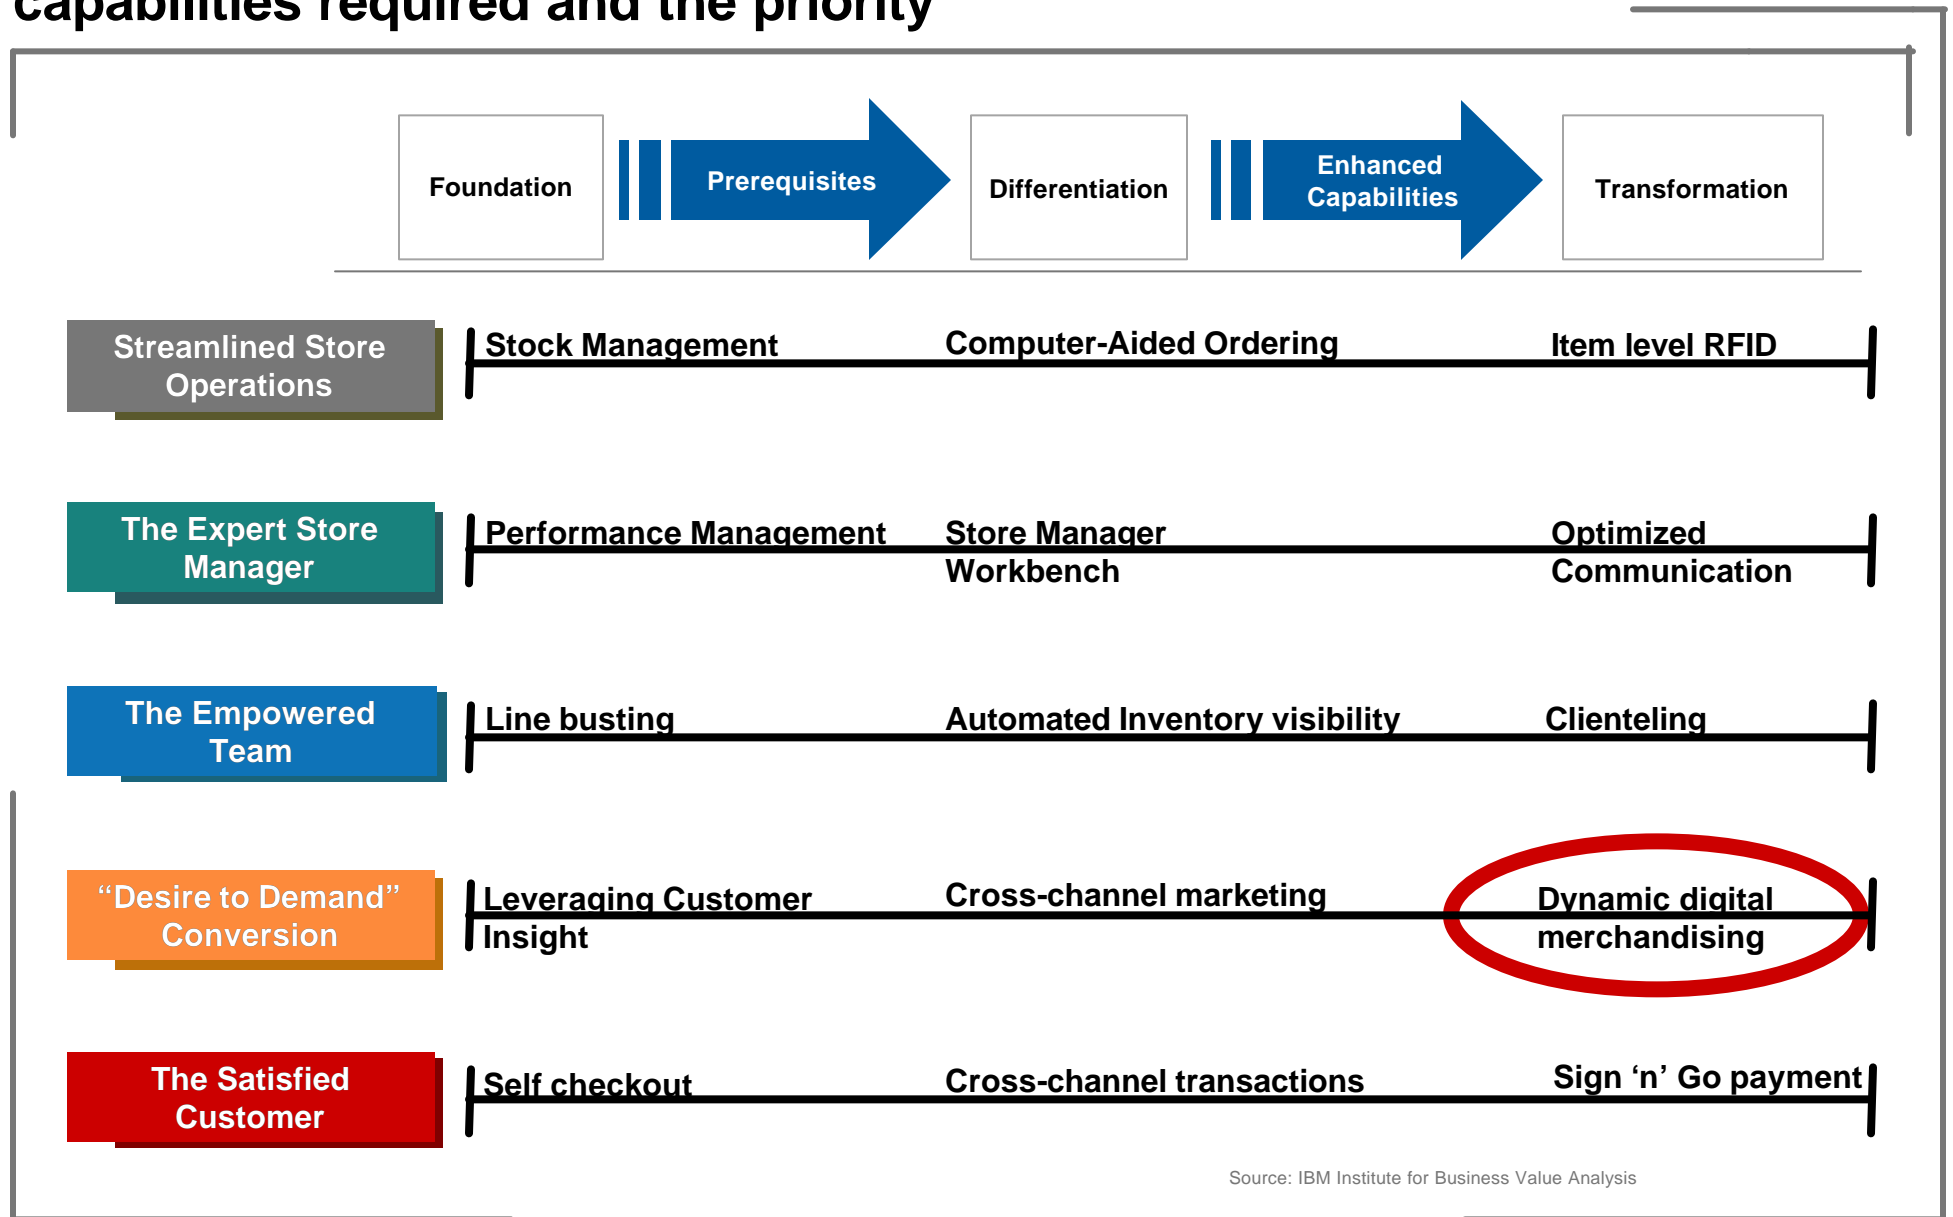 capabilities required and the priority
Foundation
Prerequisites
Differentiation
Enhanced
Capabilities
Transformation
Streamlined Store
Operations
Stock Management
Computer-Aided Ordering
Item level RFID
The Expert Store
Manager
Performance Management
Store Manager
Workbench
Optimized
Communication
The Empowered
Team
Line busting
Automated Inventory visibility
Clienteling
“Desire to Demand”
Conversion
Leveraging Customer
Insight
Cross-channel marketing
Dynamic digital
merchandising
The Satisfied
Customer
Self checkout
Cross-channel transactions
Sign ‘n’ Go payment
Source: IBM Institute for Business Value Analysis